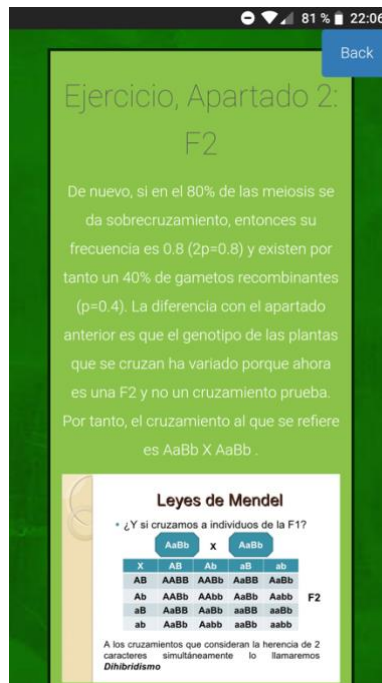 81 % 22:06
Back
Ejercicio, Apartado 2:
F2
De nuevo, si en el 80% de las meiosis se
da sobrecruzamiento, entonces su
frecuencia es 0.8 (2p=0.8) y existen por
tanto un 40% de gametos recombinantes
(p=0.4). La diferencia con el apartado
anterior es que el genotipo de las plantas
que se cruzan ha variado porque ahora
es una F2 y no un cruzamiento prueba.
Por tanto, el cruzamiento al que se refiere
es AaBb X AaBb .
Leyes de Mendel
• ¿Y si cruzamos a individuos de la F1?
AaBb x AaBb
X AB Ab aB ab
AB AABB AABb AaBB AaBb
Ab AABb AAbb AaBb Aabb F2
aB AaBB AaBb aaBB aaBb
ab AaBb Aabb aaBb aabb
A los cruzamientos que consideran la herencia de 2
caracteres simultáneamente lo llamaremos
Dihibridismo